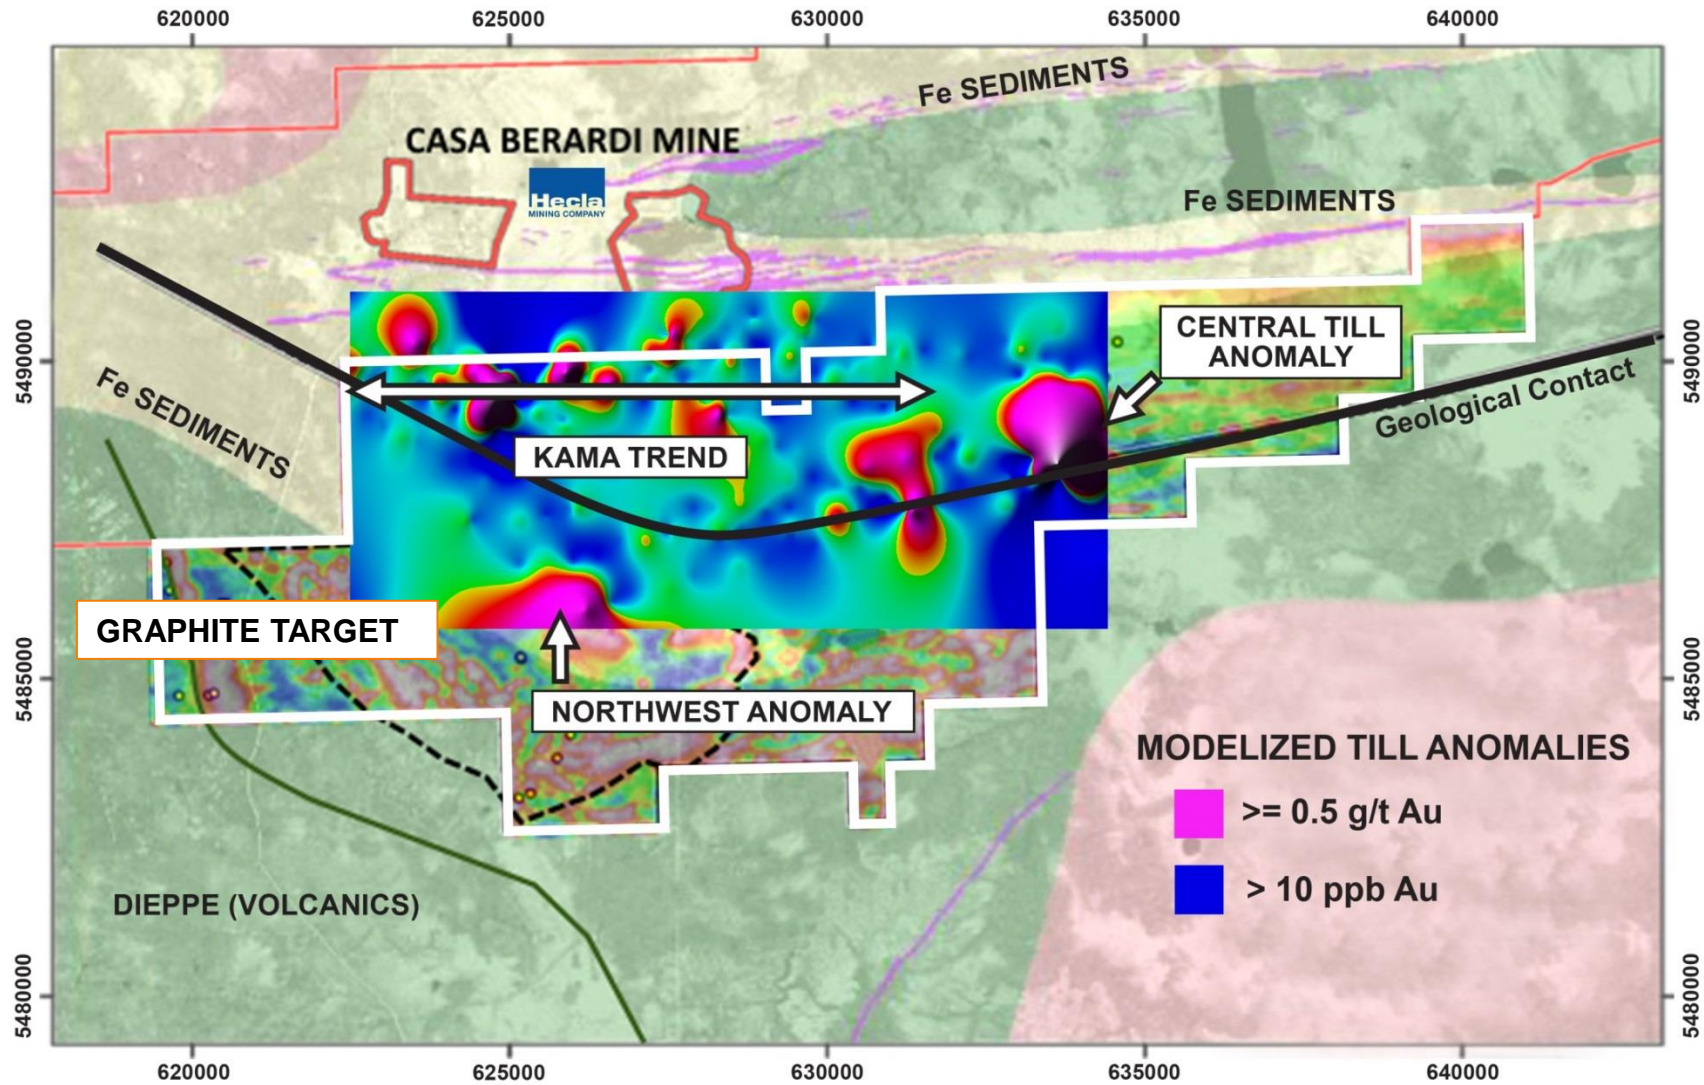 620000 625000 630000 635000 640000
Fe SEDIMENTS
CASA BERARDI MINE
Hecla
MINING COMPANY
Fe SEDIMENTS
5490000
5490000
CENTRAL TILL
ANOMALY
Fe SEDIMENTS
Geological Contact
KAMA TREND
GRAPHITE TARGET
5485000
5485000
NORTHWEST ANOMALY
MODELIZED TILL ANOMALIES
>= 0.5 g/t Au
> 10 ppb Au
DIEPPE (VOLCANICS)
5480000
5480000
620000 625000 630000 635000 640000